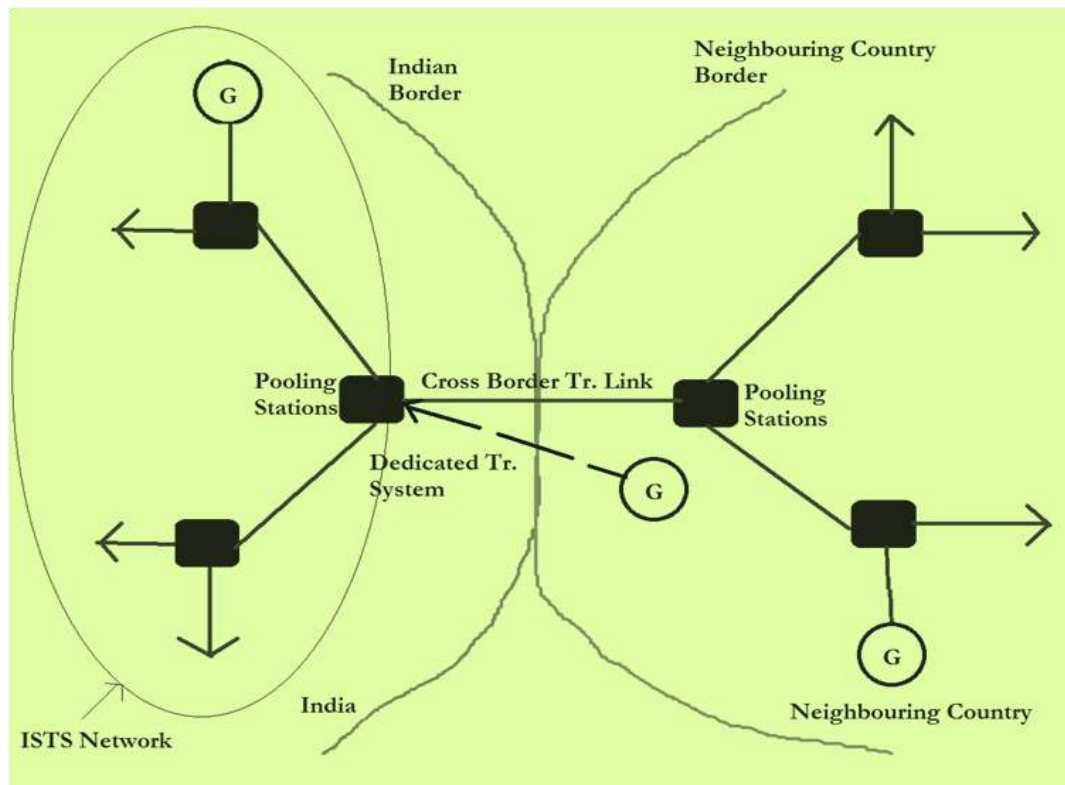 Indian
Border
Neighbouring Country
Border
G
Pooling
Stations
Cross Border Tr. Link
Pooling
Stations
Dedicated Tr.
System
G
G
India
Neighbouring Country
ISTS Network